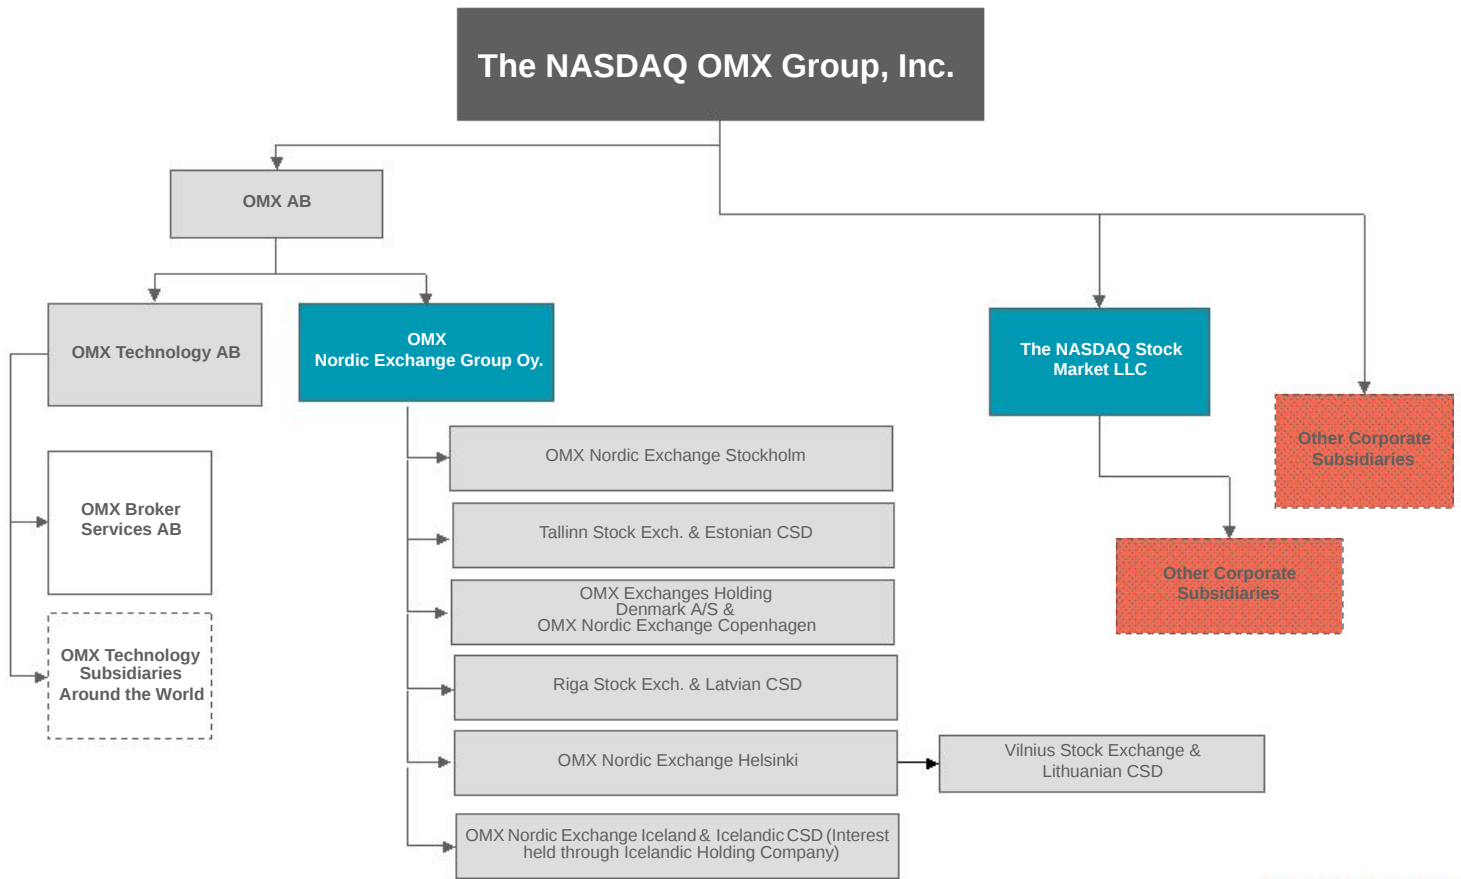 The NASDAQ OMX Group, Inc.
OMX AB
OMX Technology AB
OMX
Nordic Exchange Group Oy.
The NASDAQ Stock
Market LLC
Other Corporate
Subsidiaries
OMX Nordic Exchange Stockholm
OMX Broker
Services AB
Tallinn Stock Exch. & Estonian CSD
Other Corporate
Subsidiaries
OMX Exchanges Holding
Denmark A/S &
OMX Nordic Exchange Copenhagen
OMX Technology
Subsidiaries
Around the World
Riga Stock Exch. & Latvian CSD
OMX Nordic Exchange Helsinki
Vilnius Stock Exchange &
Lithuanian CSD
OMX Nordic Exchange Iceland & Icelandic CSD (Interest
held through Icelandic Holding Company)